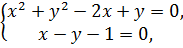 x² + y² − 2x + y = 0,
x − y − 1 = 0,